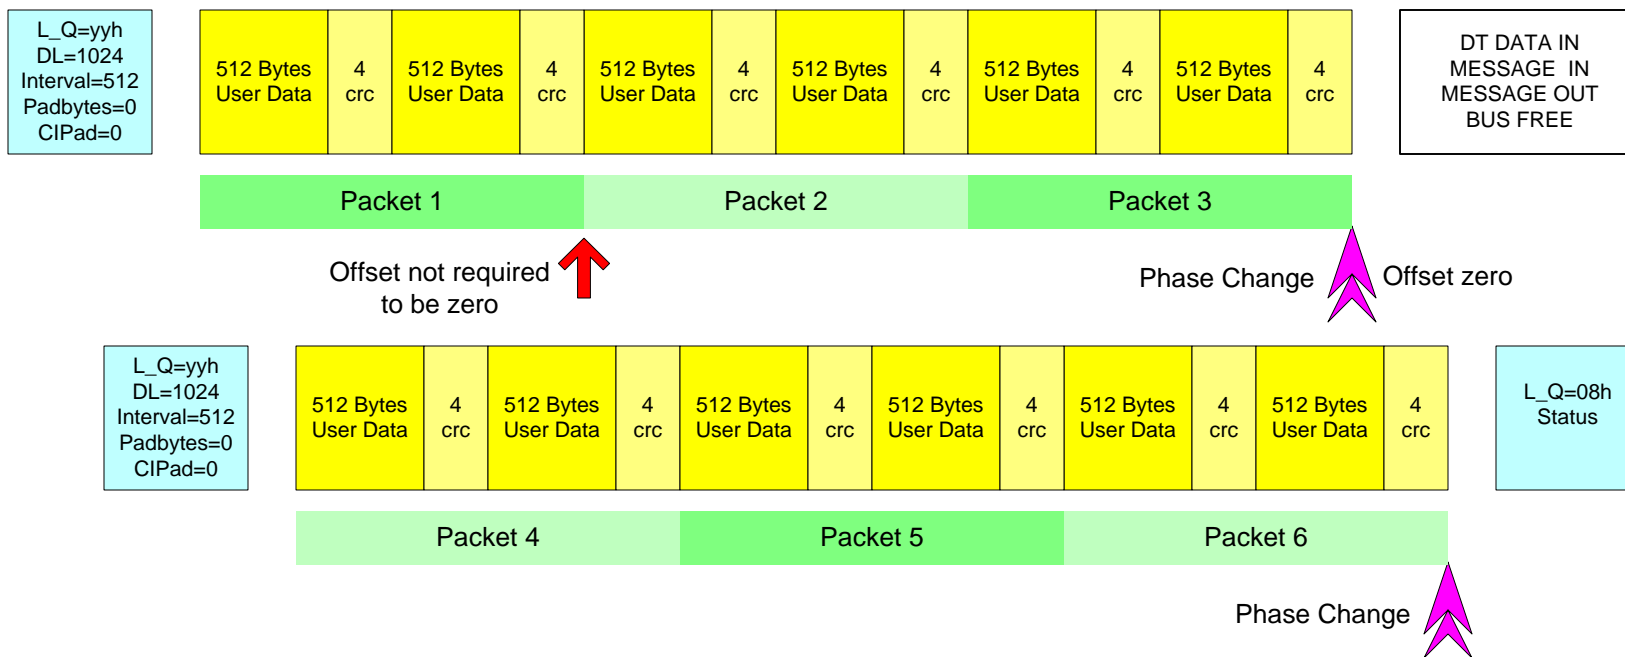 L_Q=yyh
DL=1024
Interval=512
Padbytes=0
CIPad=0
512 Bytes
User Data
4
crc
512 Bytes
User Data
4
crc
512 Bytes
User Data
4
crc
512 Bytes
User Data
4
crc
512 Bytes
User Data
4
crc
512 Bytes
User Data
4
crc
DT DATA IN
MESSAGE IN
MESSAGE OUT
BUS FREE
Packet 1
Packet 2
Packet 3
Offset not required
to be zero
Phase Change
Offset zero
L_Q=yyh
DL=1024
Interval=512
Padbytes=0
CIPad=0
512 Bytes
User Data
4
crc
512 Bytes
User Data
4
crc
512 Bytes
User Data
4
crc
512 Bytes
User Data
4
crc
512 Bytes
User Data
4
crc
512 Bytes
User Data
4
crc
L_Q=08h
Status
Packet 4
Packet 5
Packet 6
Phase Change